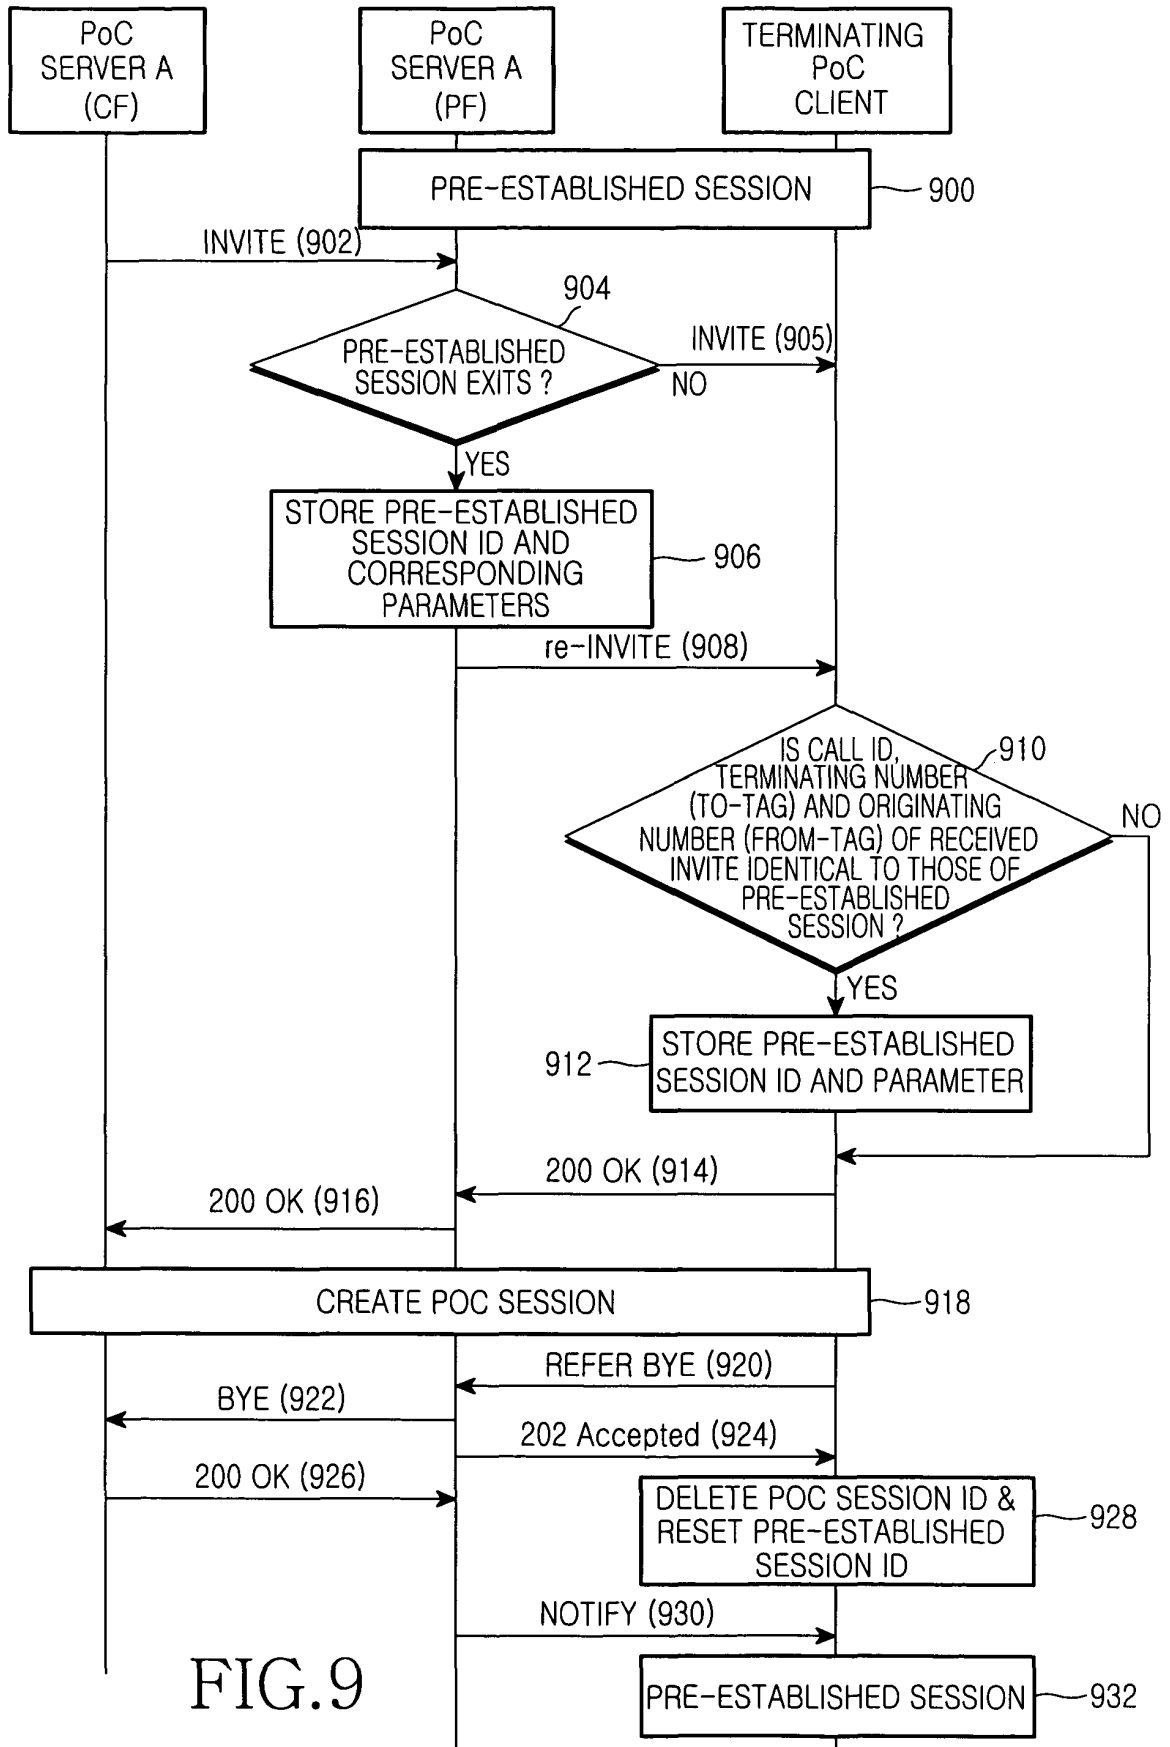 PoC
SERVER A
(CF)
PoC
SERVER A
(PF)
TERMINATING
PoC
CLIENT
PRE-ESTABLISHED SESSION
900
INVITE (902)
904
PRE-ESTABLISHED
SESSION EXITS ?
INVITE (905)
NO
YES
STORE PRE-ESTABLISHED
SESSION ID AND
CORRESPONDING
PARAMETERS
906
re-INVITE (908)
910
IS CALL ID,
TERMINATING NUMBER
(TO-TAG) AND ORIGINATING
NUMBER (FROM-TAG) OF RECEIVED
INVITE IDENTICAL TO THOSE OF
PRE-ESTABLISHED
SESSION ?
NO
YES
912
STORE PRE-ESTABLISHED
SESSION ID AND PARAMETER
200 OK (914)
200 OK (916)
CREATE POC SESSION
918
REFER BYE (920)
BYE (922)
202 Accepted (924)
200 OK (926)
DELETE POC SESSION ID &
RESET PRE-ESTABLISHED
SESSION ID
928
NOTIFY (930)
PRE-ESTABLISHED SESSION
932
FIG.9